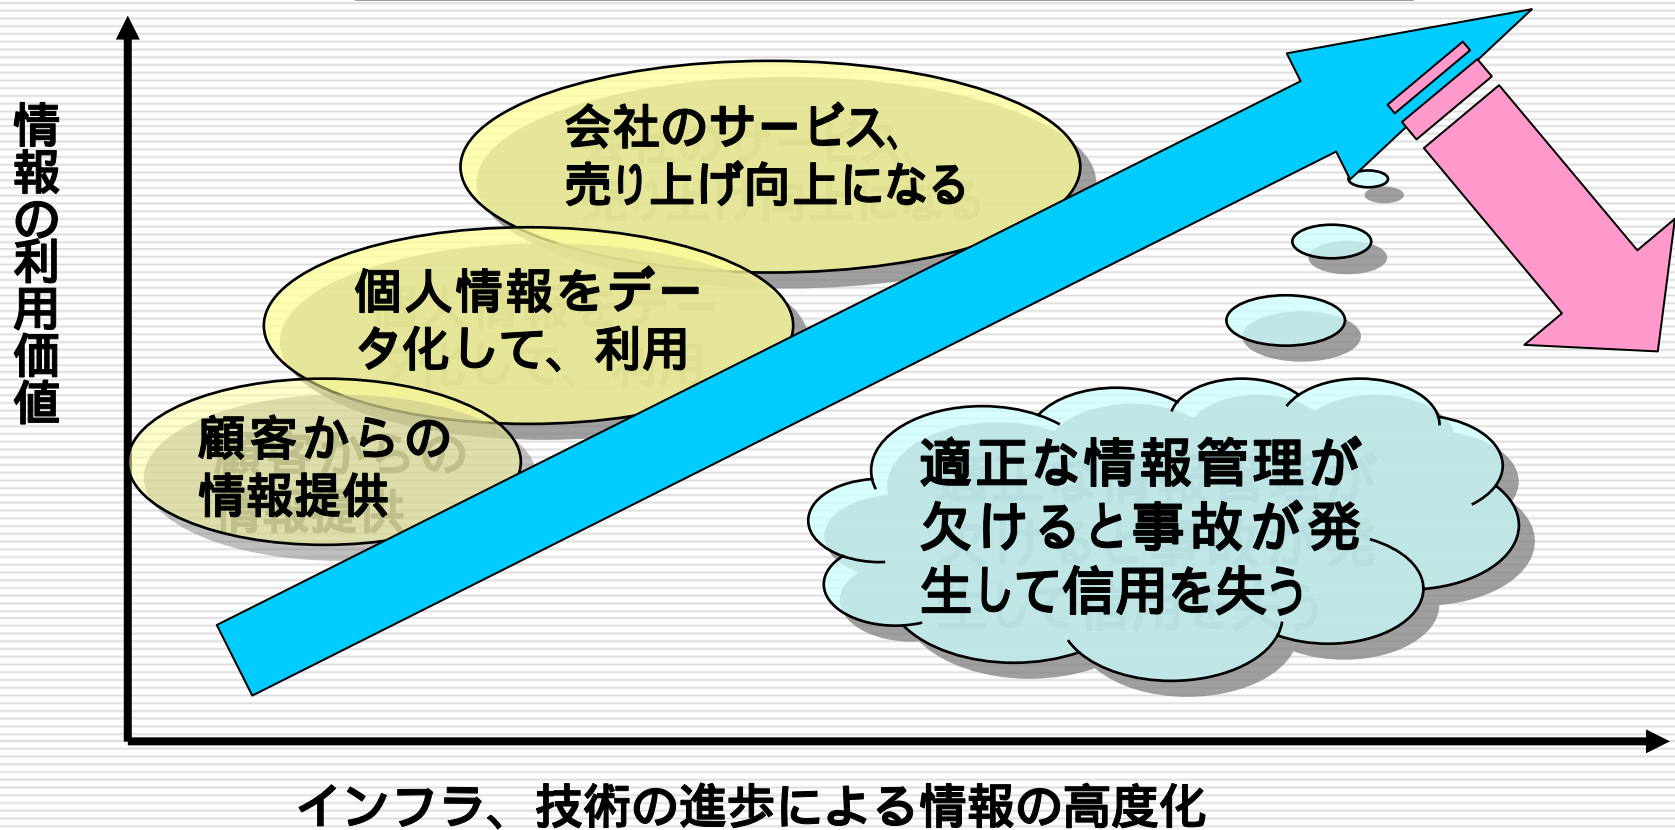 情報の利用価値
会社のサービス、
売り上げ向上になる
個人情報をデー
タ化して、利用
顧客からの
情報提供
適正な情報管理が
欠けると事故が発
生して信用を失う
インフラ、技術の進歩による情報の高度化